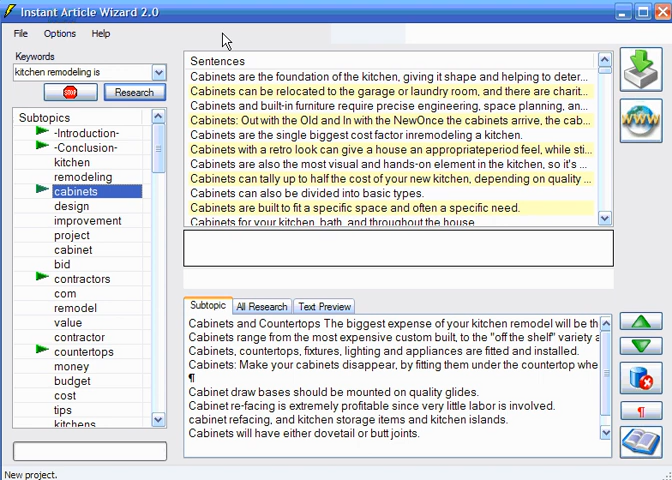 Instant Article Wizard 2.0
File Options Help
Keywords
kitchen remodeling is
STOP Research
Subtopics
-Introduction-
-Conclusion-
kitchen
remodeling
cabinets
design
improvement
project
cabinet
bid
contractors
com
remodel
value
contractor
countertops
money
budget
cost
tips
kitchens
Sentences
Cabinets are the foundation of the kitchen, giving it shape and helping to deter...
Cabinets can be relocated to the garage or laundry room, and there are charit...
Cabinets and built-in furniture require precise engineering, space planning, an...
Cabinets: Out with the Old and In with the NewOnce the cabinets arrive, the cab...
Cabinets are the single biggest cost factor inremodeling a kitchen.
Cabinets with a retro look can give a house an appropriateperiod feel, while sti...
Cabinets are also the most visual and hands-on element in the kitchen, so it's ...
Cabinets can tally up to half the cost of your new kitchen, depending on quality ...
Cabinets can also be divided into basic types.
Cabinets are built to fit a specific space and often a specific need.
Cabinets for your kitchen, bath, and throughout the house.
WWW
Subtopic All Research Text Preview
Cabinets and Countertops The biggest expense of your kitchen remodel will be th
Cabinets range from the most expensive custom built, to the "off the shelf" variety a
Cabinets, countertops, fixtures, lighting and appliances are fitted and installed.
Cabinets: Make your cabinets disappear, by fitting them under the countertop whe
¶
Cabinet draw bases should be mounted on quality glides.
Cabinet re-facing is extremely profitable since very little labor is involved.
cabinet refacing, and kitchen storage items and kitchen islands.
Cabinets will have either dovetail or butt joints.
¶
New project.